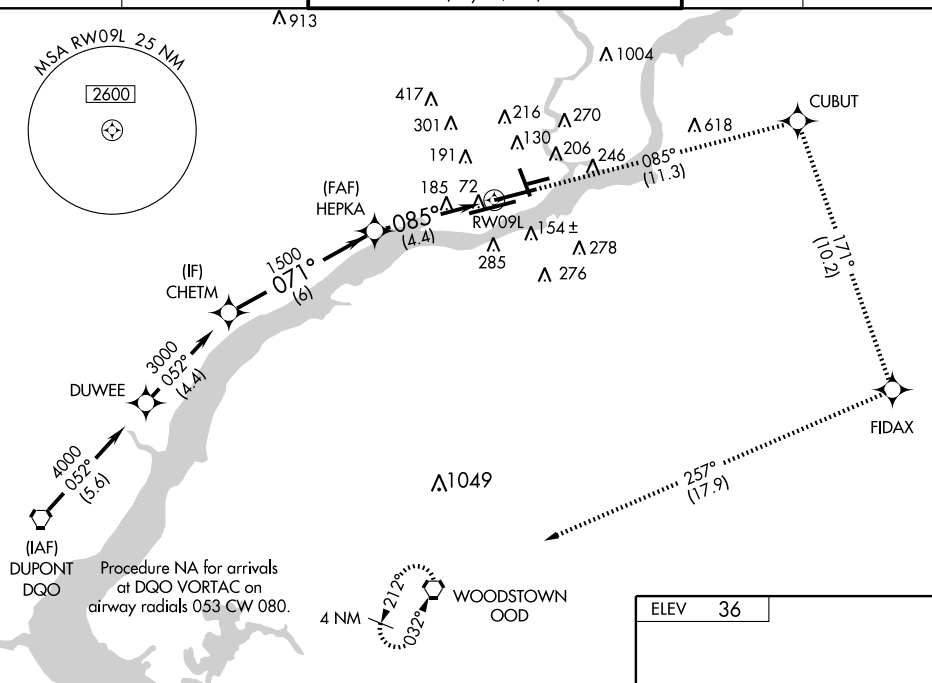 913
MSA RW09L 25 NM
2600
1004
417
301
191
216
130
270
206
246
618
CUBUT
085°
(11.3)
(FAF)
HEPKA
185
72
085°
(4.4)
RW09L
154 ±
285
278
276
171°
(10.2)
(IF)
CHETM
1500
071°
(6)
DUWEE
3000
052°
(4.4)
FIDAX
4000
052°
(5.6)
257°
(17.9)
1049
(IAF)
DUPONT
DQO
Procedure NA for arrivals
at DQO VORTAC on
airway radials 053 CW 080.
4 NM
212°
032°
WOODSTOWN
OOD
ELEV 36